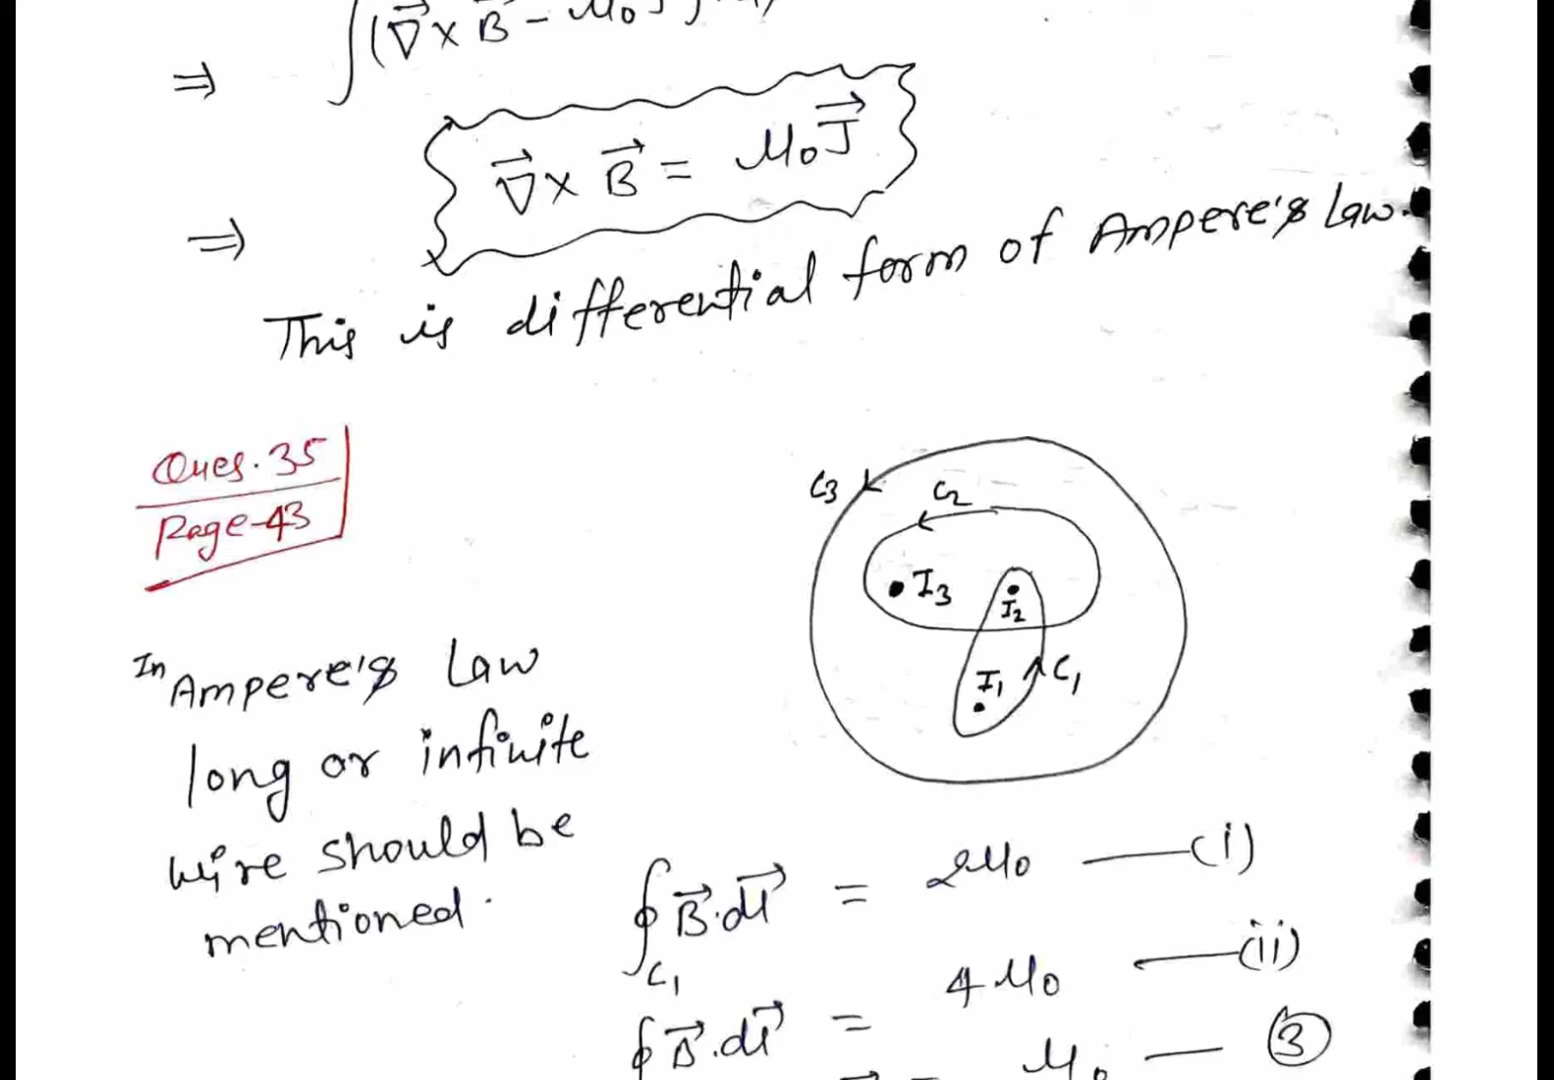 ⇒ ∫(∇⃗ × B⃗ − μ₀J⃗)
⇒ ∇⃗ × B⃗ = μ₀J⃗
This is differential form of Ampere's Law.
Ques. 35
Page-43
C₃
C₂
I₃
I₂
I₁
C₁
In Ampere's Law
long or infinite
wire should be
mentioned.
∮ B⃗.dl⃗ = 2μ₀ —(i)
C₁
∮ B⃗.dl⃗ = 4μ₀ —(ii)
= μ₀ — ③